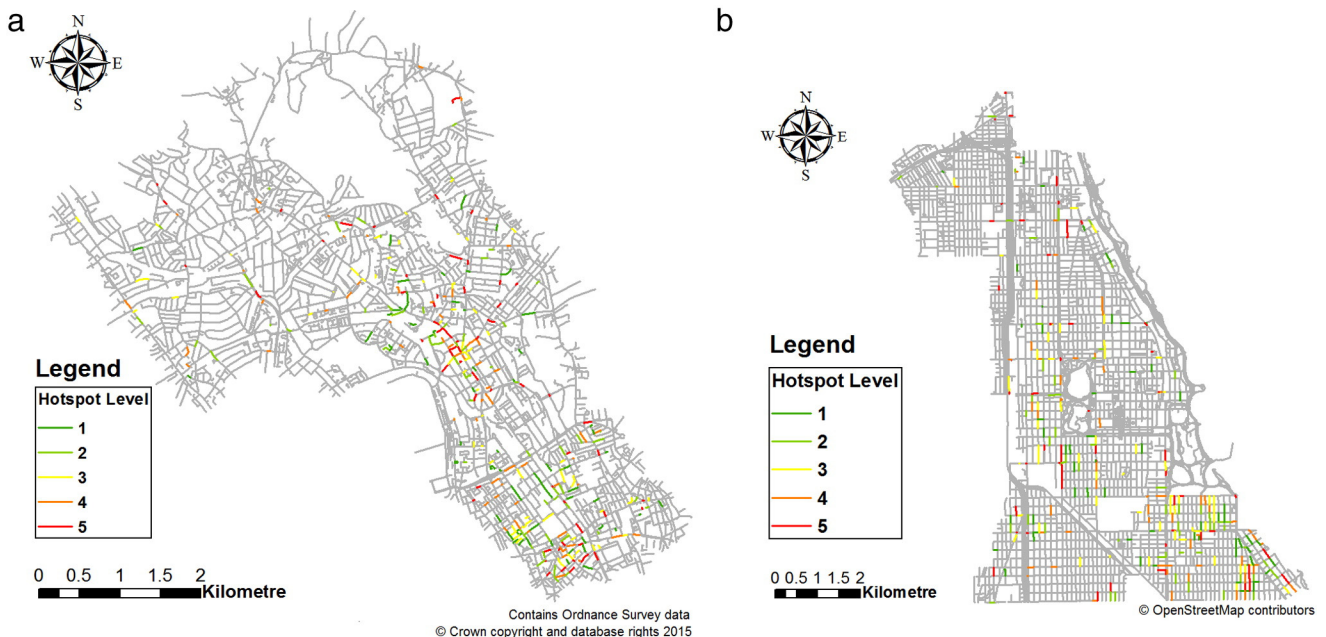 a
N
W E
S
Legend
Hotspot Level
1
2
3
4
5
0 0.5 1 1.5 2
Kilometre
Contains Ordnance Survey data
© Crown copyright and database rights 2015
b
N
W E
S
Legend
Hotspot Level
1
2
3
4
5
0 0.5 1 1.5 2
Kilometre
© OpenStreetMap contributors